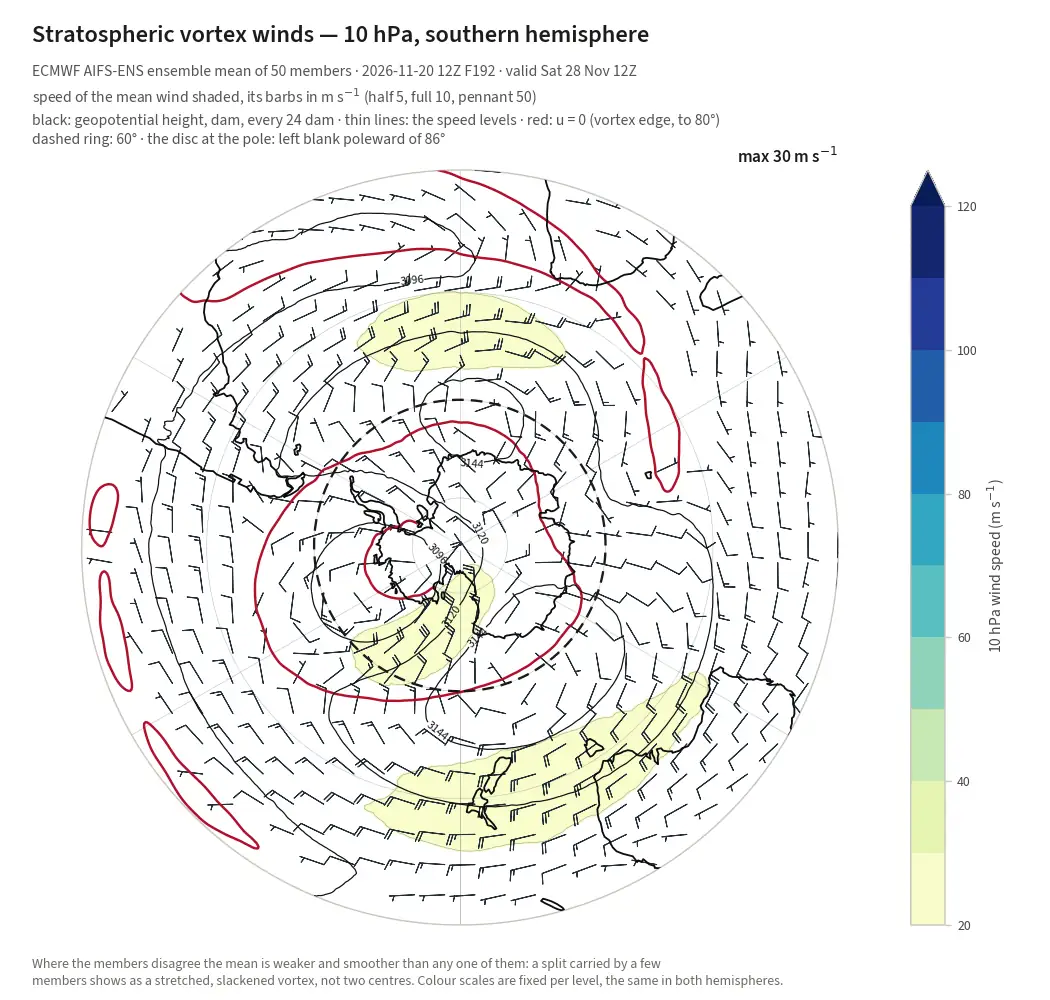 Stratospheric vortex winds — 10 hPa, southern hemisphere
ECMWF AIFS-ENS ensemble mean of 50 members · 2026-11-20 12Z F192 · valid Sat 28 Nov 12Z
speed of the mean wind shaded, its barbs in m s⁻¹ (half 5, full 10, pennant 50)
black: geopotential height, dam, every 24 dam · thin lines: the speed levels · red: u = 0 (vortex edge, to 80°)
dashed ring: 60° · the disc at the pole: left blank poleward of 86°
max 30 m s⁻¹
120
100
80
60
40
20
10 hPa wind speed (m s⁻¹)
3096
3144
3120
3096
3120
3144
Where the members disagree the mean is weaker and smoother than any one of them: a split carried by a few
members shows as a stretched, slackened vortex, not two centres. Colour scales are fixed per level, the same in both hemispheres.